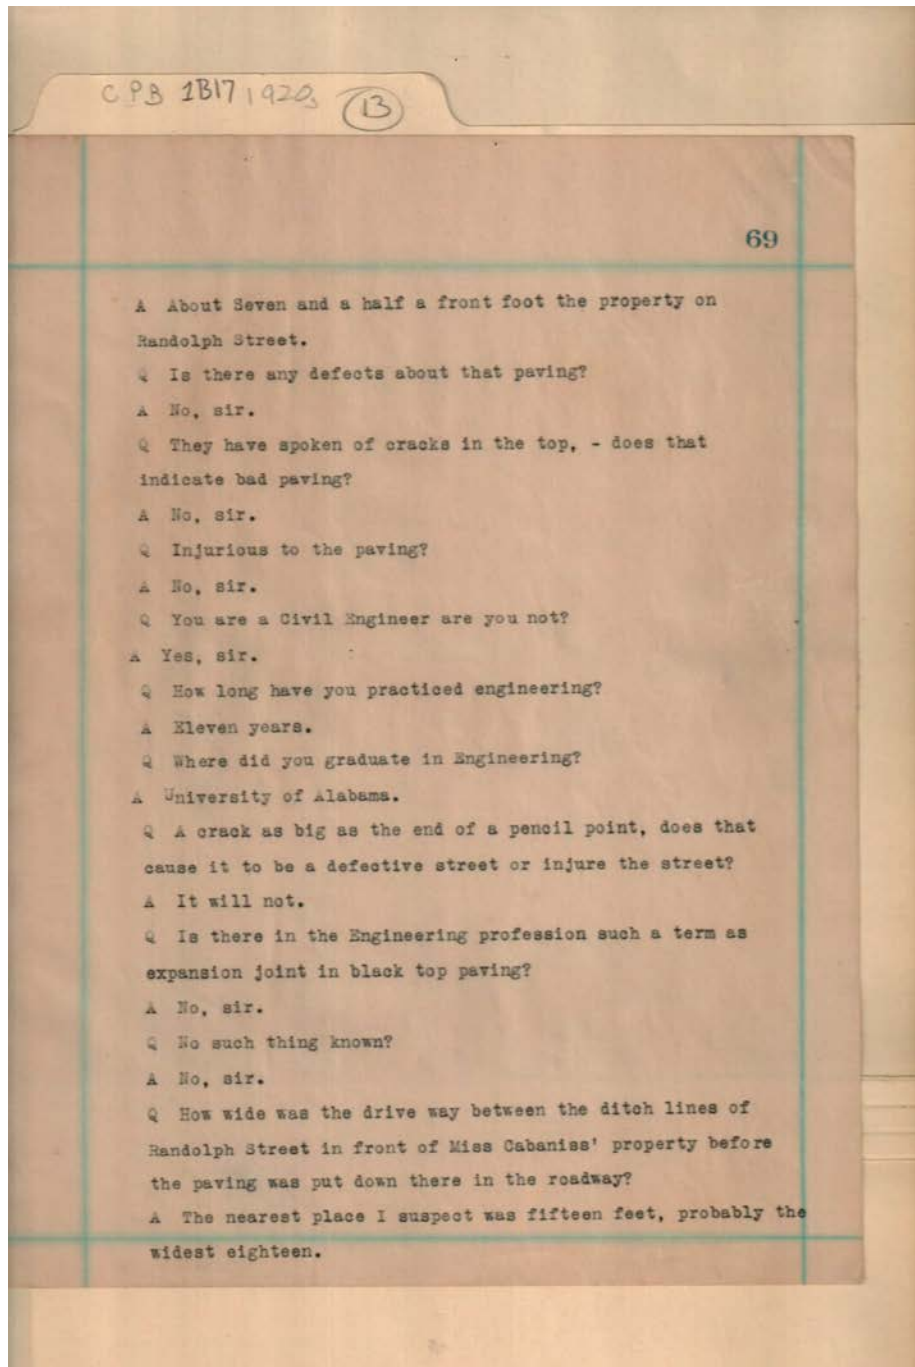 CPB 1B17 1920s 13
69
A About Seven and a half a front foot the property on
Randolph Street.
Q Is there any defects about that paving?
A No, sir.
Q They have spoken of cracks in the top, - does that
indicate bad paving?
A No, sir.
Q Injurious to the paving?
A No, sir.
Q You are a Civil Engineer are you not?
A Yes, sir.
Q How long have you practiced engineering?
A Eleven years.
Q Where did you graduate in Engineering?
A University of Alabama.
Q A crack as big as the end of a pencil point, does that
cause it to be a defective street or injure the street?
A It will not.
Q Is there in the Engineering profession such a term as
expansion joint in black top paving?
A No, sir.
Q No such thing known?
A No, sir.
Q How wide was the drive way between the ditch lines of
Randolph Street in front of Miss Cabaniss' property before
the paving was put down there in the roadway?
A The nearest place I suspect was fifteen feet, probably the
widest eighteen.